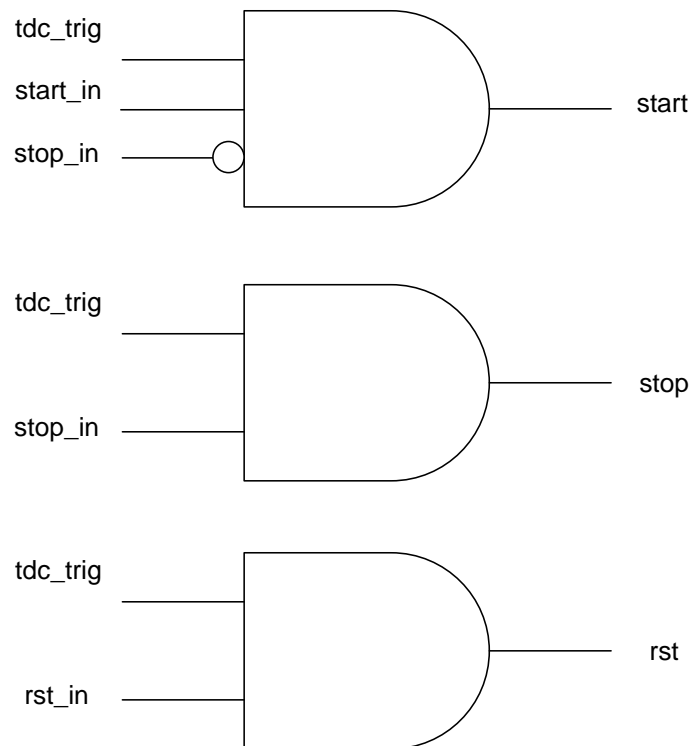 tdc_trig
start_in
stop_in
start
tdc_trig
stop_in
stop
tdc_trig
rst_in
rst